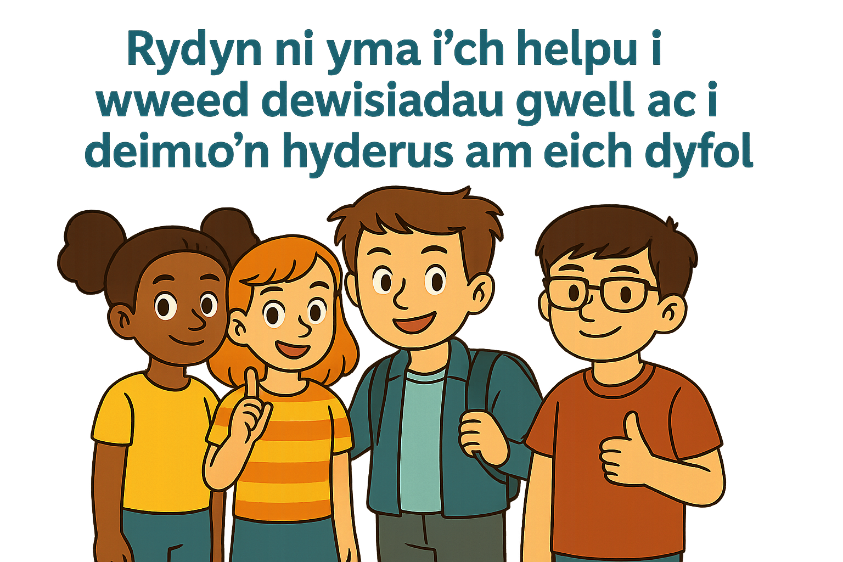 Rydyn ni yma i'ch helpu i
wweed dewisiadau gwell ac i
deimıo'n hyderus am eich dyfol